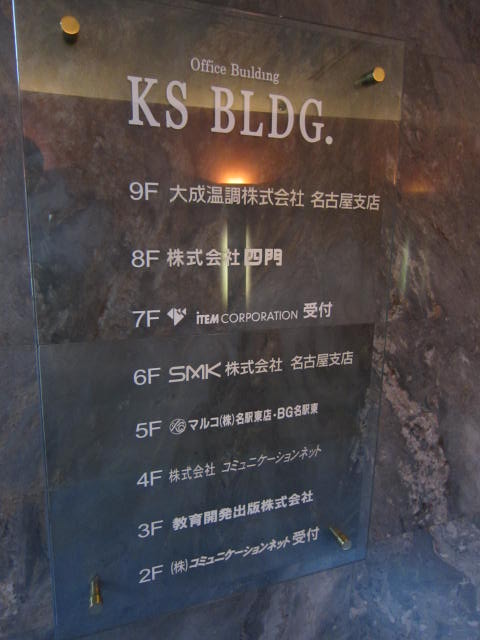 Office Building
KS BLDG.
9F 大成温調株式会社 名古屋支店
8F 株式会社 四門
7F iTEM CORPORATION 受付
6F SMK 株式会社 名古屋支店
5F マルコ(株)名駅東店・BG名駅東
4F 株式会社 コミュニケーションネット
3F 教育開発出版株式会社
2F (株)コミュニケーションネット 受付